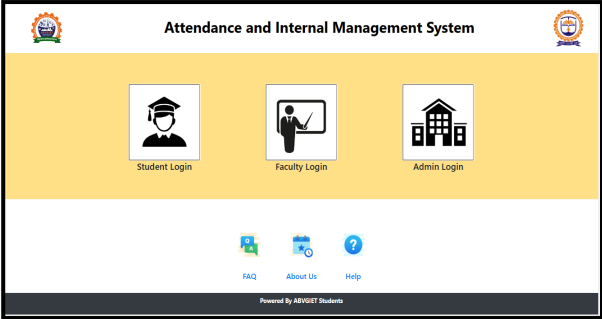 Attendance and Internal Management System
Student Login
Faculty Login
Admin Login
Q
A
?
FAQ
About Us
Help
Powered By ABVGIET Students